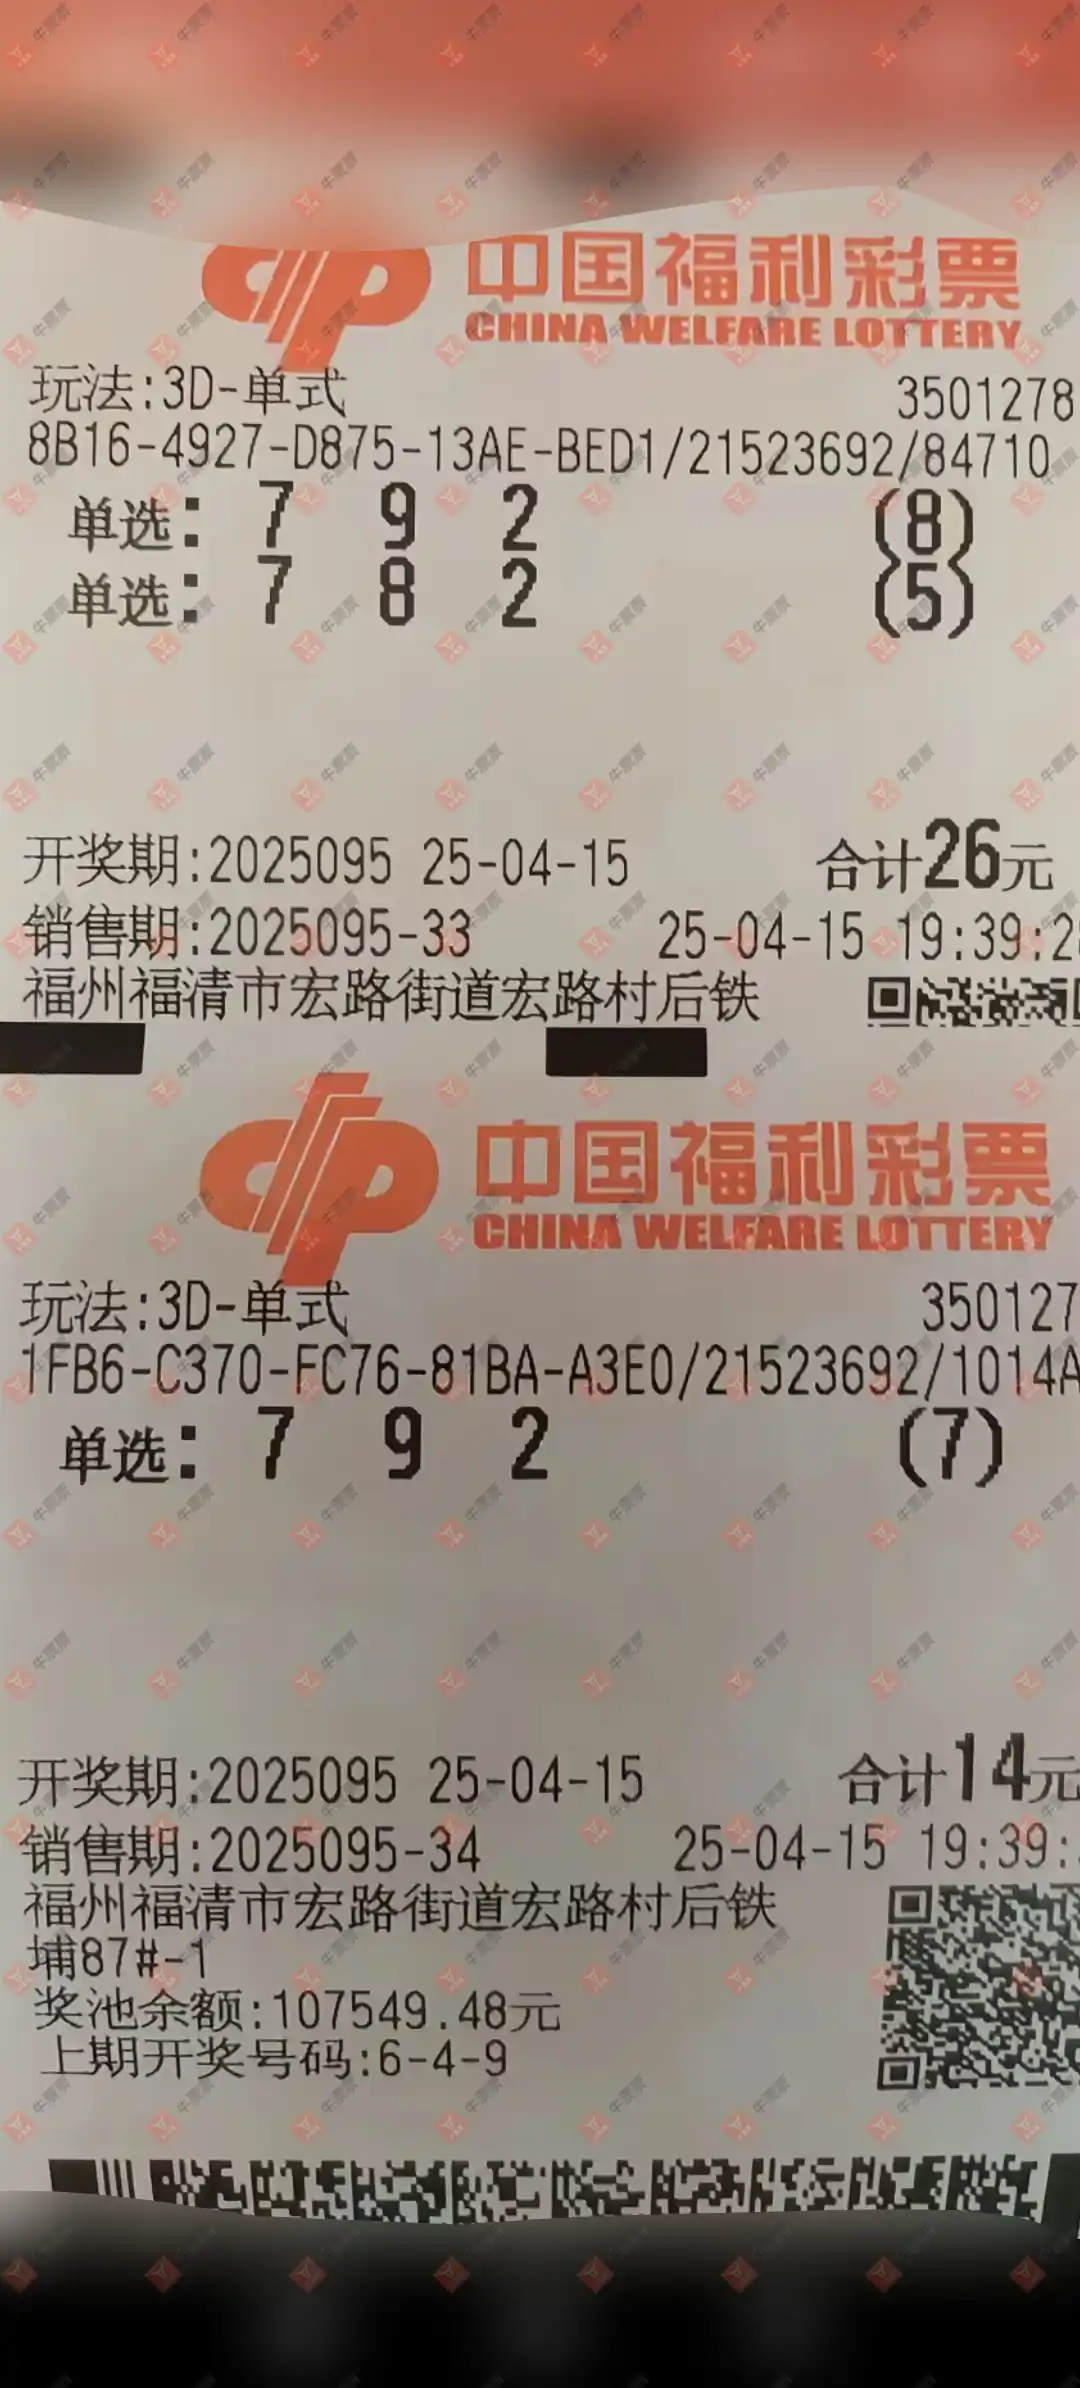 中国福利彩票
CHINA WELFARE LOTTERY
玩法:3D-单式 3501278
8B16-4927-D875-13AE-BED1/21523692/84710
单选: 7 9 2 (8)
单选: 7 8 2 (5)
开奖期:2025095 25-04-15 合计26元
销售期:2025095-33 25-04-15 19:39:28
福州福清市宏路街道宏路村后铁
中国福利彩票
CHINA WELFARE LOTTERY
玩法:3D-单式 350127
1FB6-C370-FC76-81BA-A3E0/21523692/1014A
单选: 7 9 2 (7)
开奖期:2025095 25-04-15 合计14元
销售期:2025095-34 25-04-15 19:39:
福州福清市宏路街道宏路村后铁
埔87#-1
奖池余额:107549.48元
上期开奖号码:6-4-9